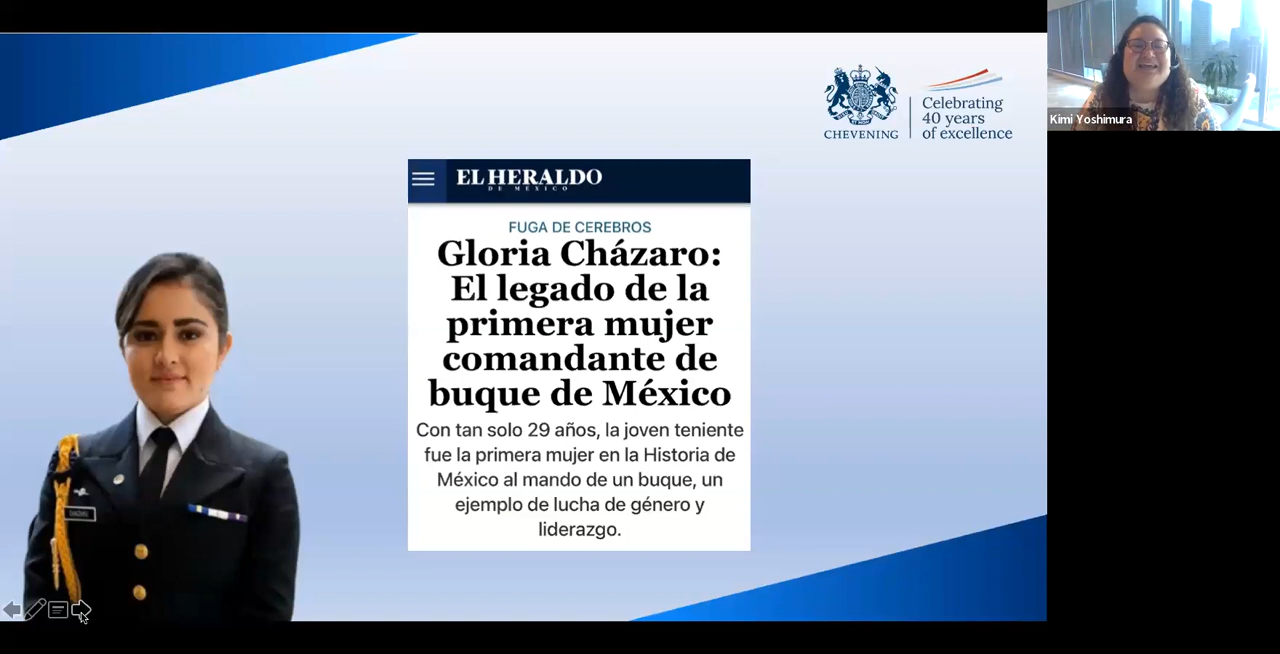 CHEVENING
Celebrating
40 years
of excellence
Kimi Yoshimura
EL HERALDO
DE MÉXICO
FUGA DE CEREBROS
Gloria Cházaro:
El legado de la
primera mujer
comandante de
buque de México
Con tan solo 29 años, la joven teniente
fue la primera mujer en la Historia de
México al mando de un buque, un
ejemplo de lucha de género y
liderazgo.